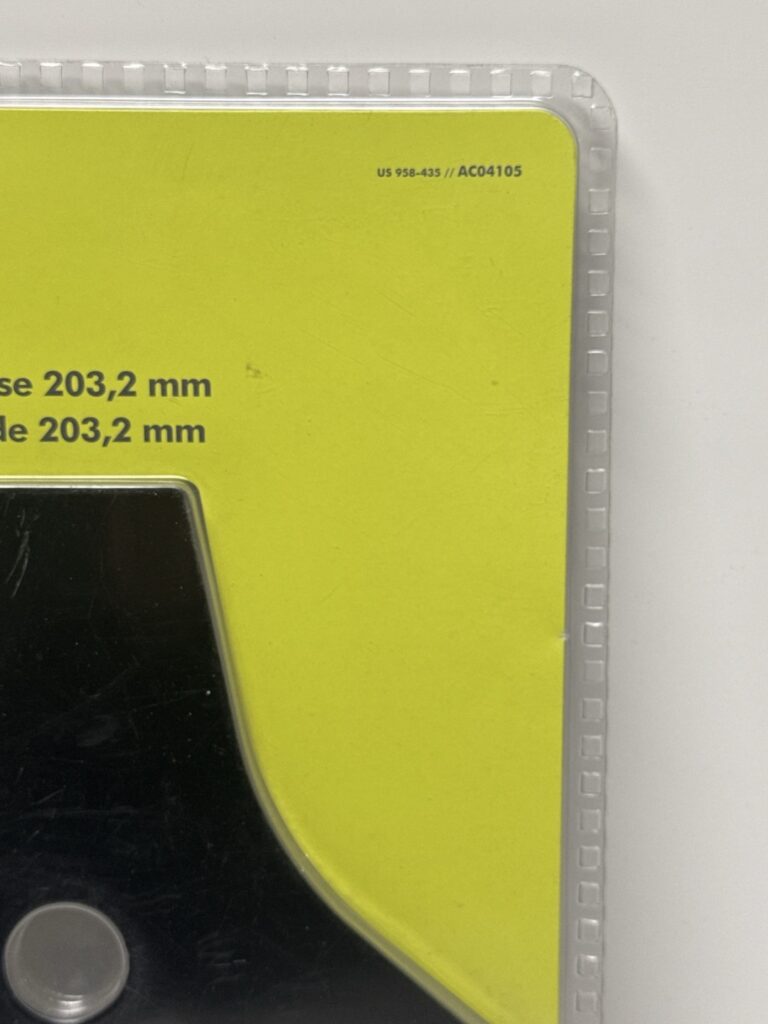 US 958-435 // AC04105
se 203,2 mm
de 203,2 mm